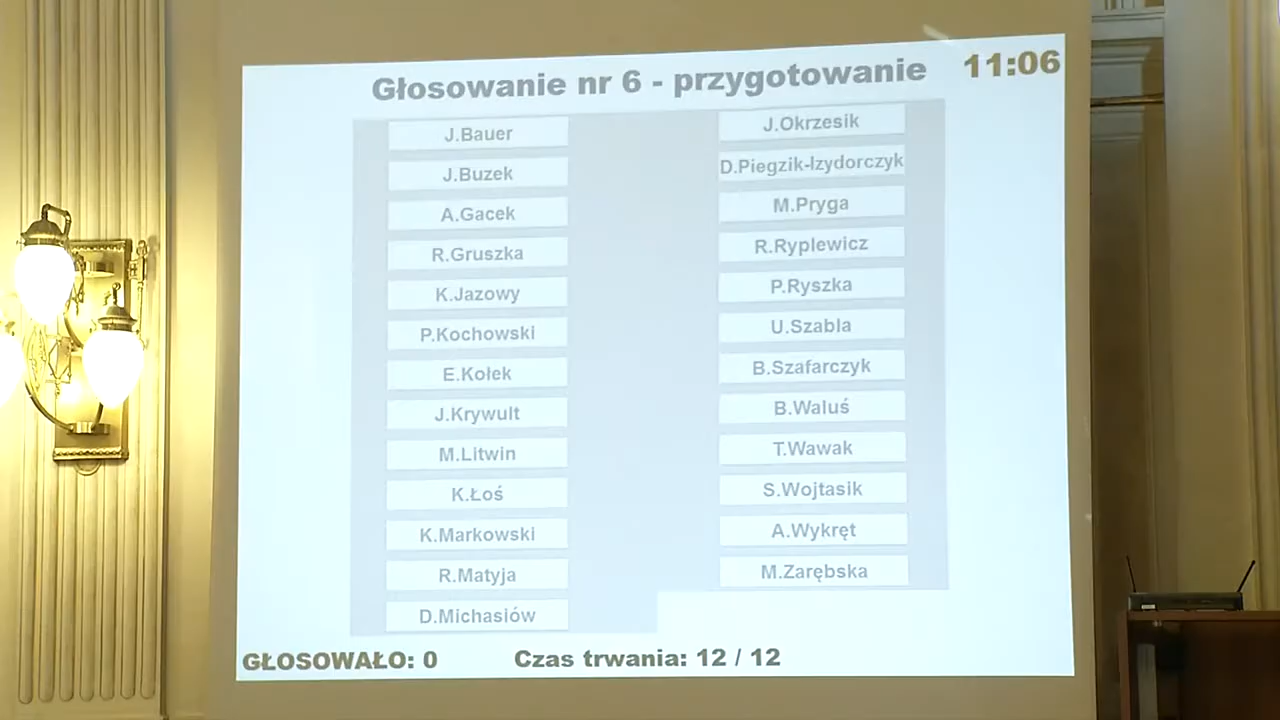 Głosowanie nr 6 - przygotowanie
11:06
J.Bauer
J.Buzek
A.Gacek
R.Gruszka
K.Jazowy
P.Kochowski
E.Kołek
J.Krywult
M.Litwin
K.Łoś
K.Markowski
R.Matyja
D.Michasiów
J.Okrzesik
D.Piegzik-Izydorczyk
M.Pryga
R.Ryplewicz
P.Ryszka
U.Szabla
B.Szafarczyk
B.Waluś
T.Wawak
S.Wojtasik
A.Wykręt
M.Zarębska
GŁOSOWAŁO: 0
Czas trwania: 12 / 12